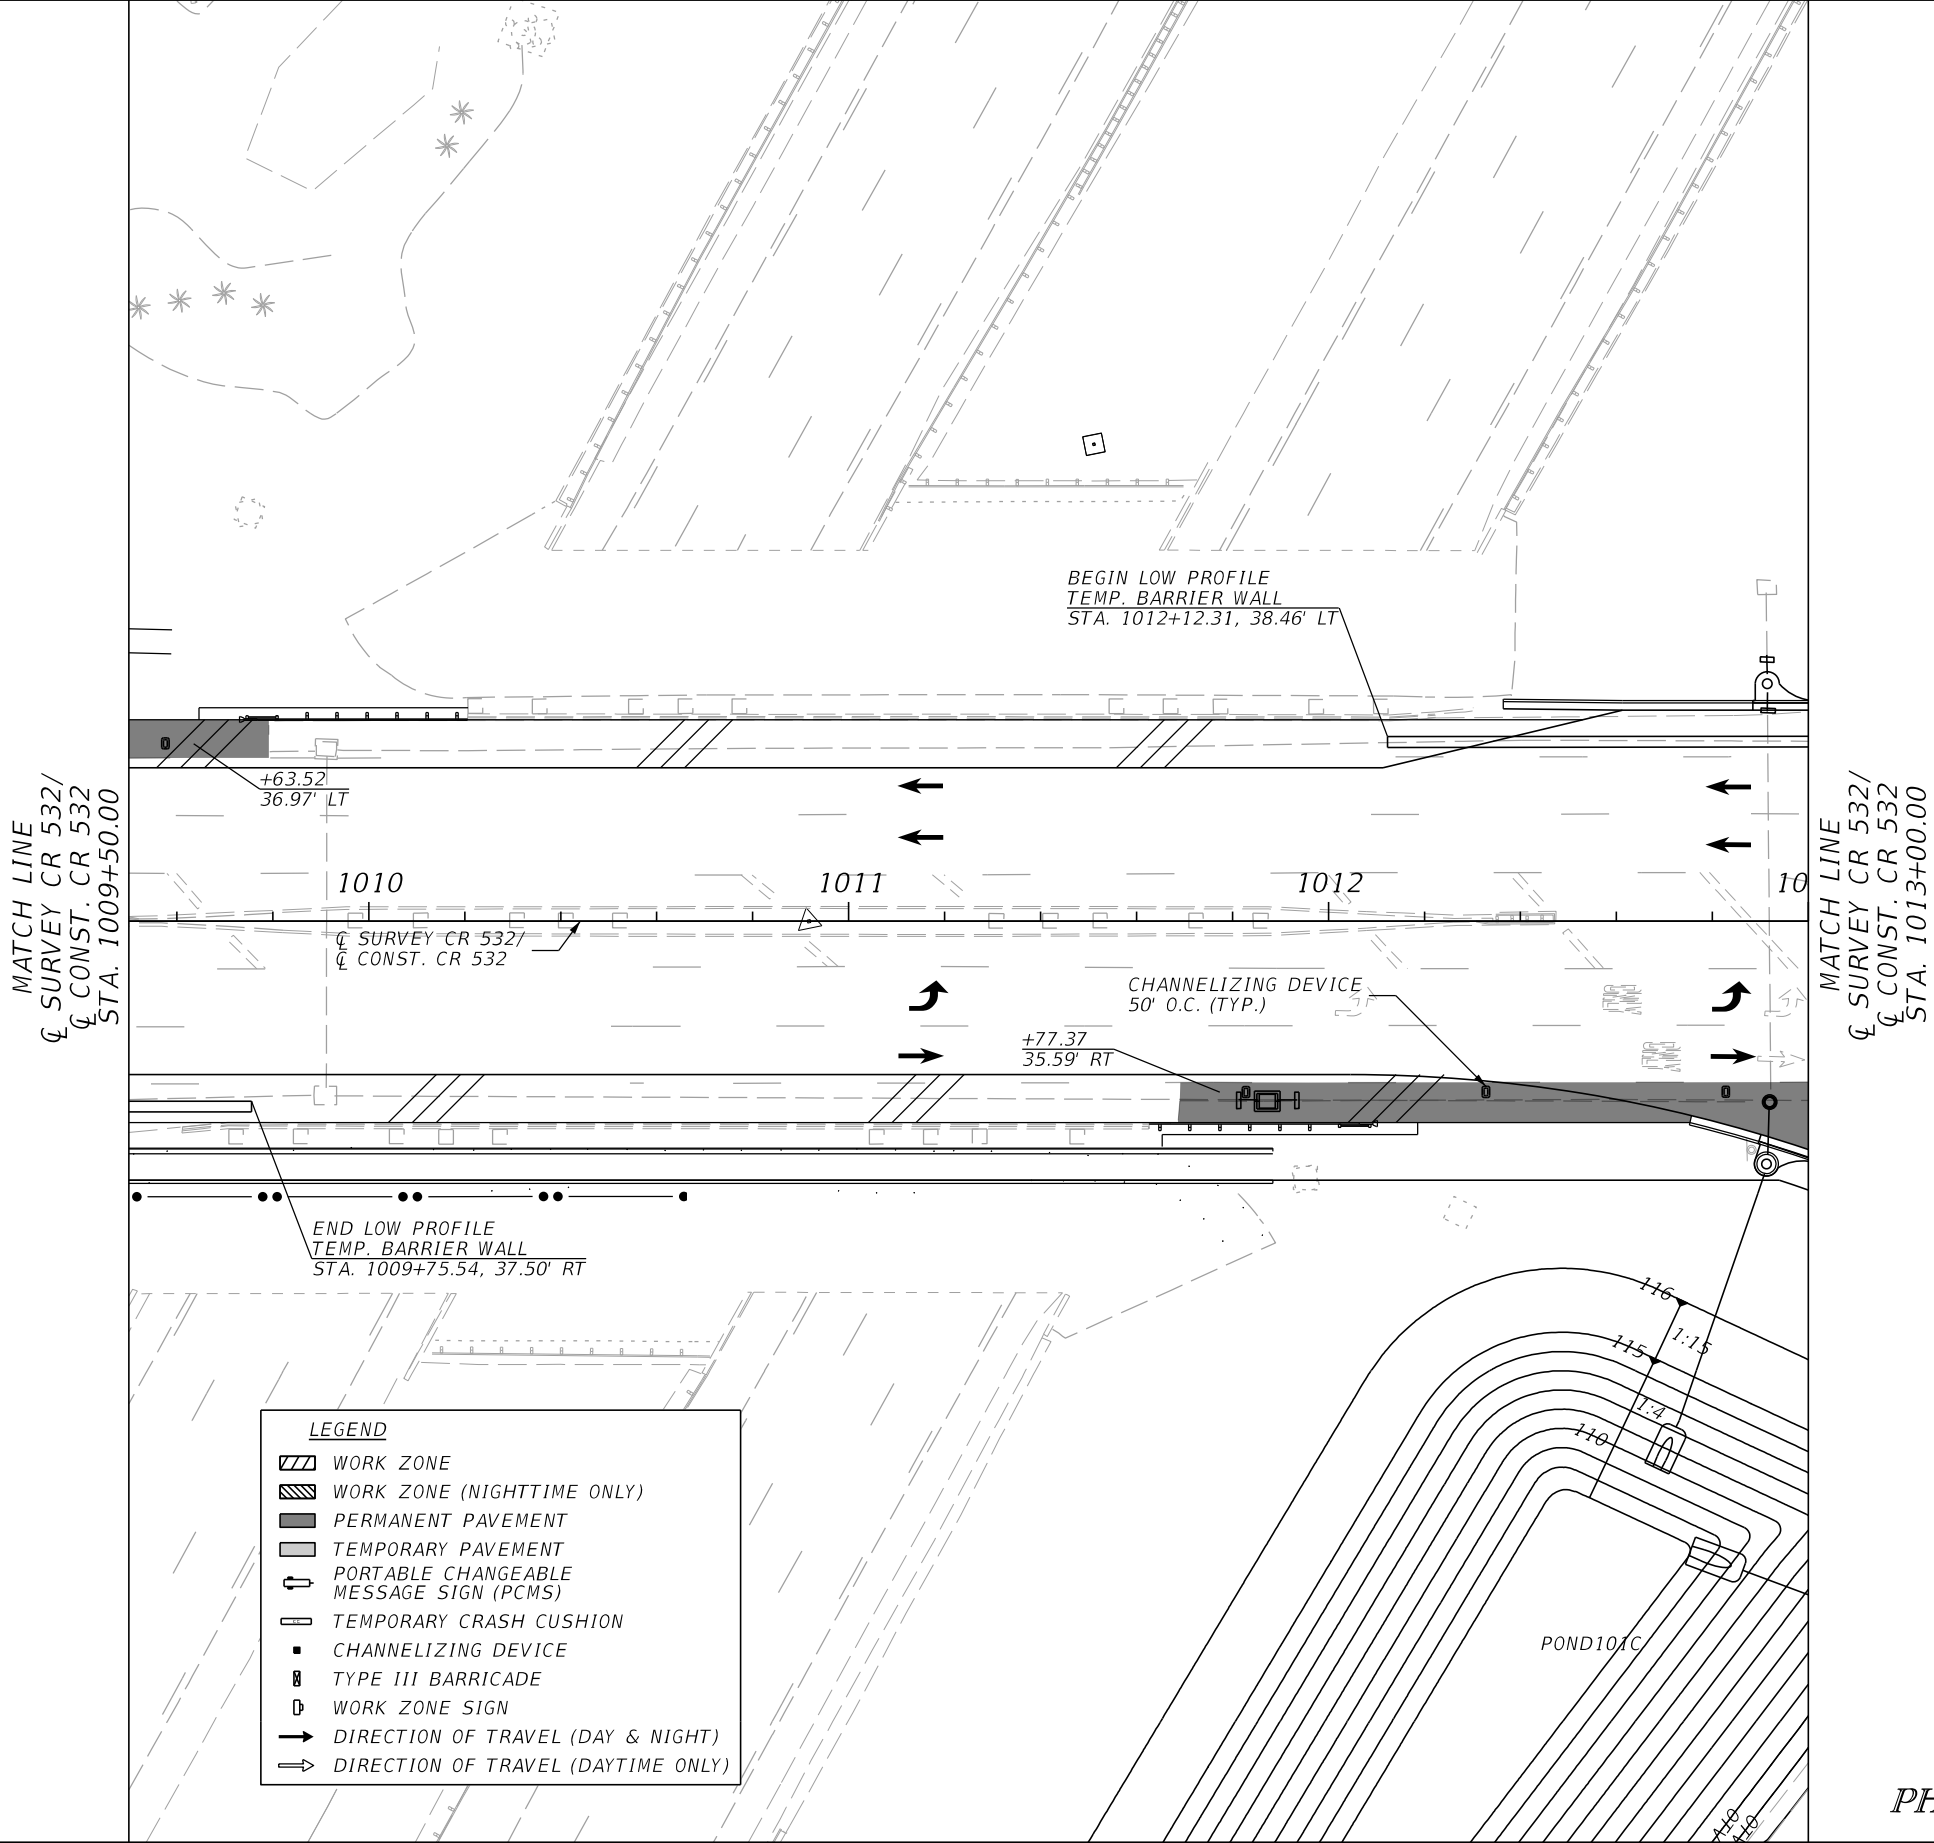 BEGIN LOW PROFILE
TEMP. BARRIER WALL
STA. 1012+12.31, 38.46' LT
+63.52
36.97' LT
MATCH LINE
℄ SURVEY CR 532/
℄ CONST. CR 532
STA. 1009+50.00
MATCH LINE
℄ SURVEY CR 532/
℄ CONST. CR 532
STA. 1013+00.00
1010
1011
1012
10
℄ SURVEY CR 532/
℄ CONST. CR 532
CHANNELIZING DEVICE
50' O.C. (TYP.)
+77.37
35.59' RT
END LOW PROFILE
TEMP. BARRIER WALL
STA. 1009+75.54, 37.50' RT
116
1:15
115
1:4
110
LEGEND
WORK ZONE
WORK ZONE (NIGHTTIME ONLY)
PERMANENT PAVEMENT
TEMPORARY PAVEMENT
PORTABLE CHANGEABLE
MESSAGE SIGN (PCMS)
TEMPORARY CRASH CUSHION
CHANNELIZING DEVICE
TYPE III BARRICADE
WORK ZONE SIGN
DIRECTION OF TRAVEL (DAY & NIGHT)
DIRECTION OF TRAVEL (DAYTIME ONLY)
POND101C
PH